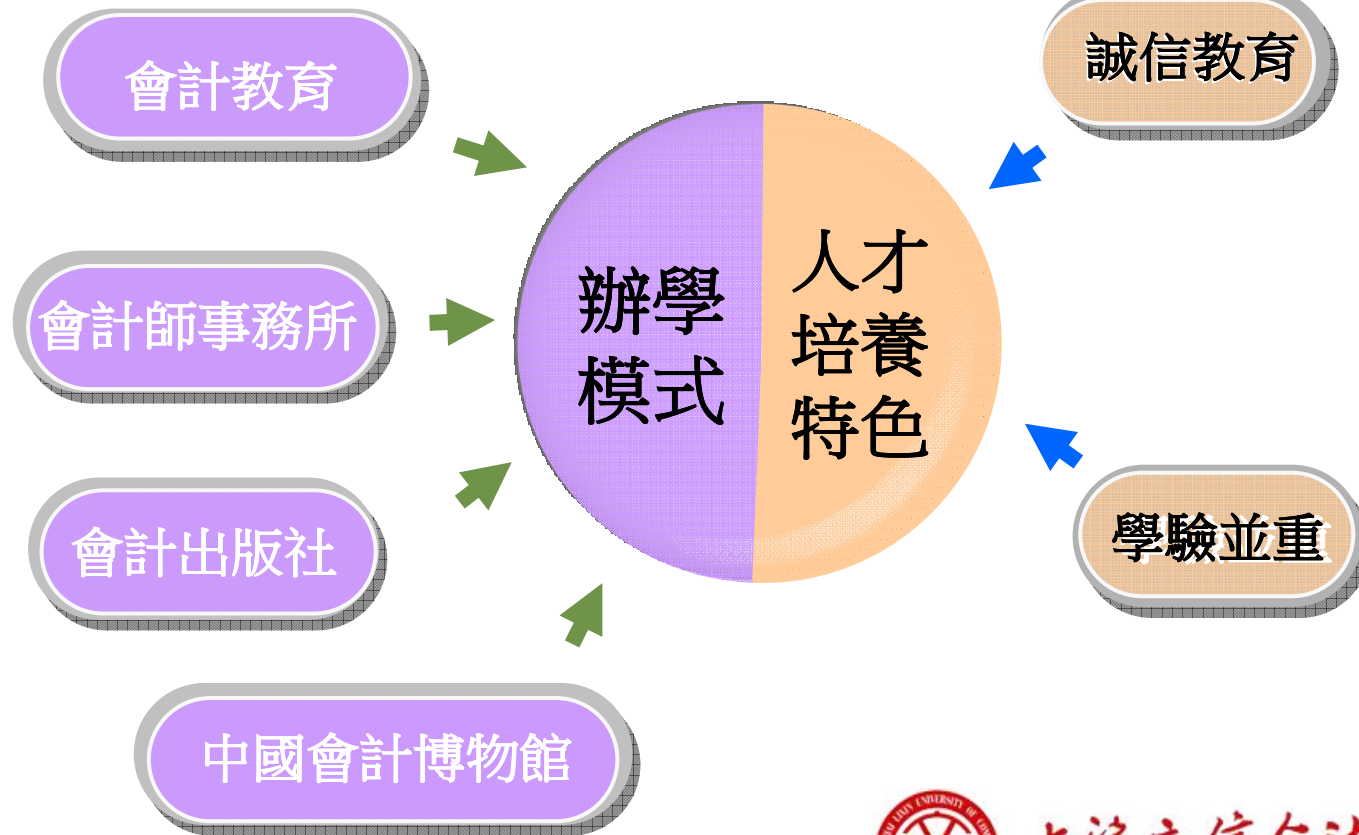 會計教育
誠信教育
會計師事務所
辦學
模式
人才
培養
特色
會計出版社
學驗並重
中國會計博物館